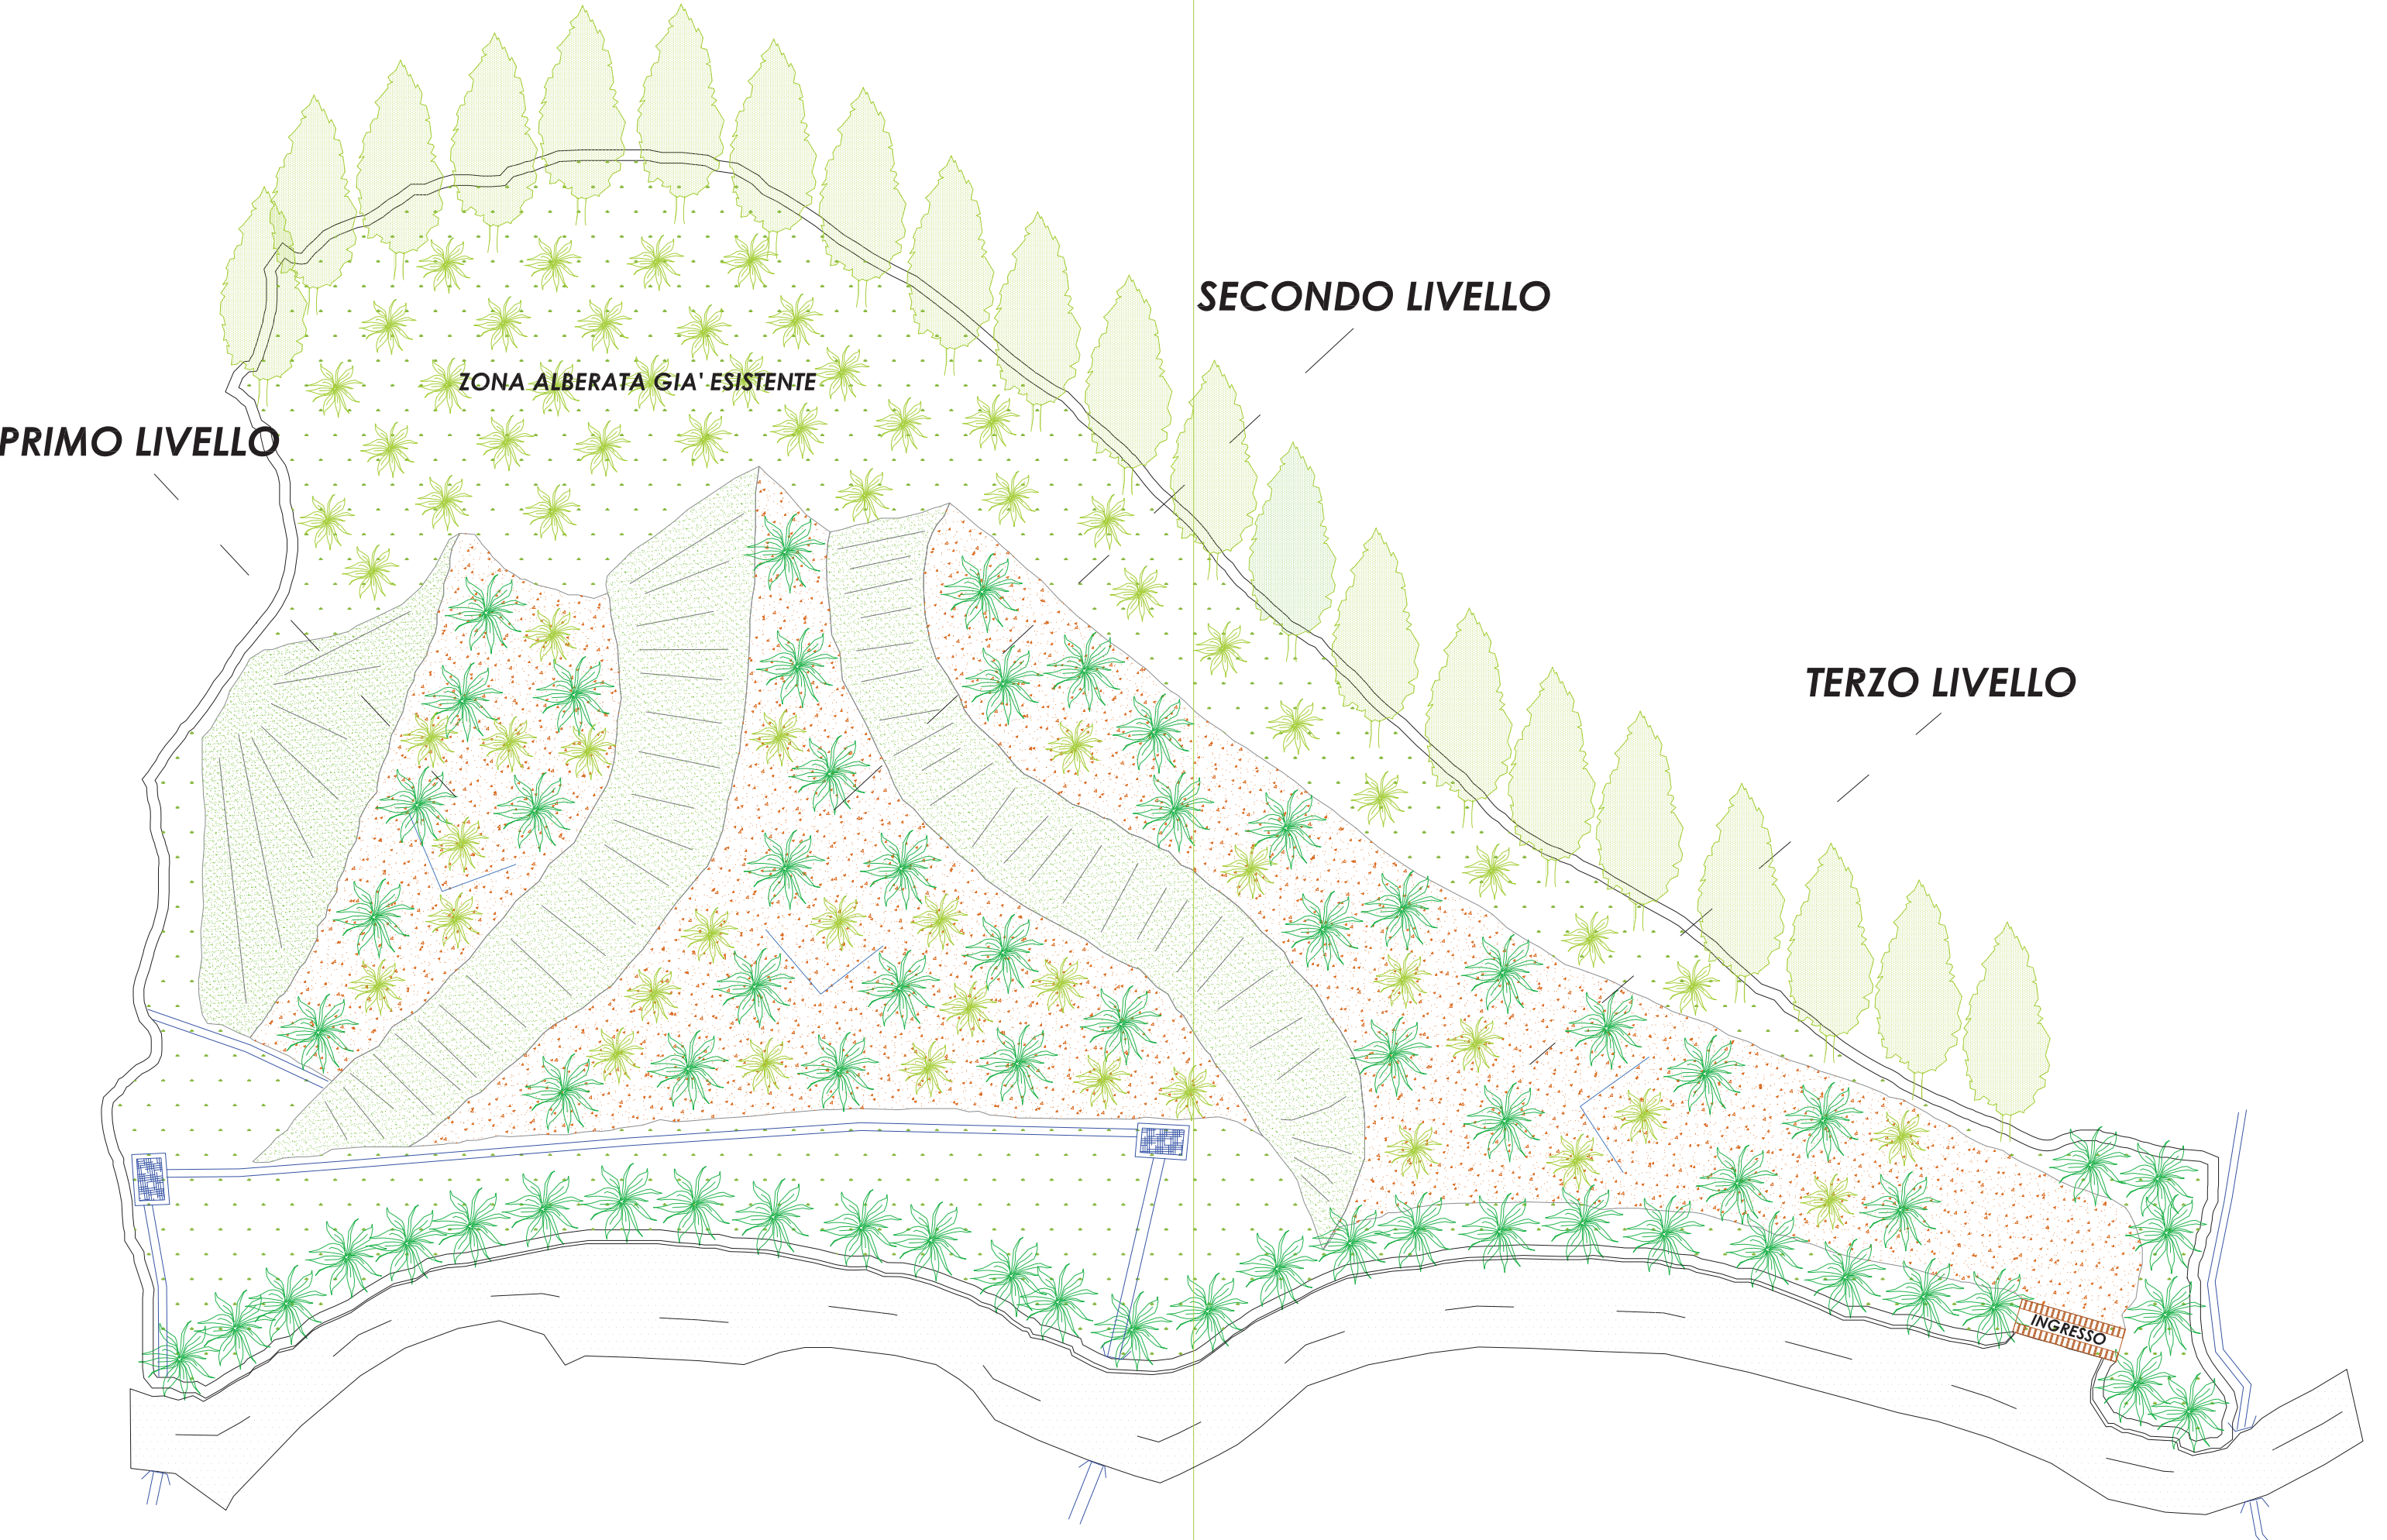 SECONDO LIVELLO
ZONA ALBERATA GIA' ESISTENTE
PRIMO LIVELLO
TERZO LIVELLO
INGRESSO